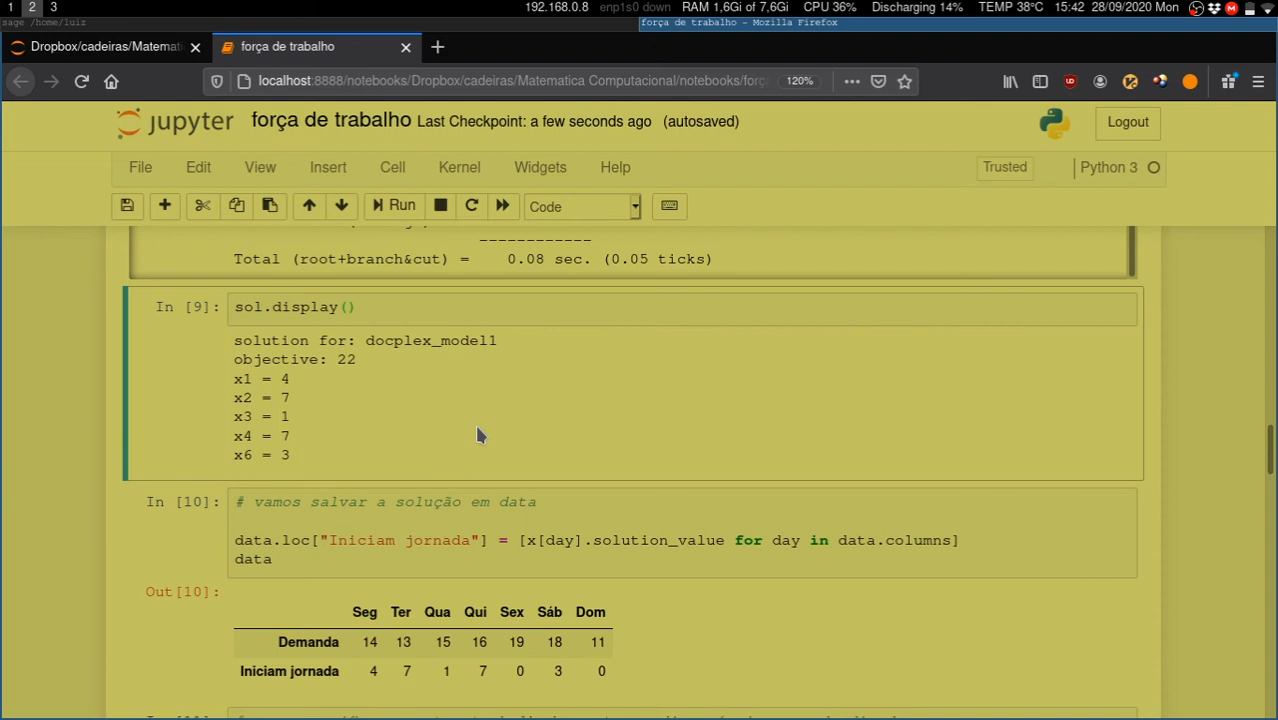 1 2 3 192.168.0.8 enp1s0 down RAM 1,6Gi of 7,6Gi CPU 36% Discharging 14% TEMP 38°C 15:42 28/09/2020 Mon
sage /home/luiz força de trabalho - Mozilla Firefox
Dropbox/cadeiras/Matemati força de trabalho
localhost:8888/notebooks/Dropbox/cadeiras/Matematica Computacional/notebooks/forç 120%
jupyter força de trabalho Last Checkpoint: a few seconds ago (autosaved) Logout
File Edit View Insert Cell Kernel Widgets Help Trusted Python 3
Run Code
------------
Total (root+branch&cut) = 0.08 sec. (0.05 ticks)
In [9]: sol.display()
solution for: docplex_model1
objective: 22
x1 = 4
x2 = 7
x3 = 1
x4 = 7
x6 = 3
In [10]: # vamos salvar a solução em data
data.loc["Iniciam jornada"] = [x[day].solution_value for day in data.columns]
data
Out[10]:
Seg Ter Qua Qui Sex Sáb Dom
Demanda 14 13 15 16 19 18 11
Iniciam jornada 4 7 1 7 0 3 0